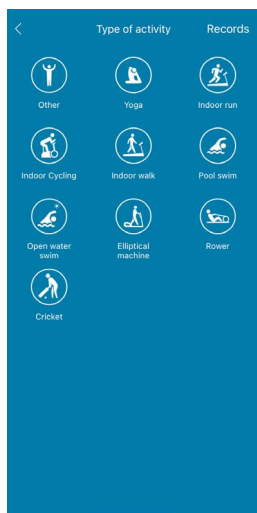 Type of activity Records
Other Yoga Indoor run
Indoor Cycling Indoor walk Pool swim
Open water Elliptical Rower
swim machine
Cricket